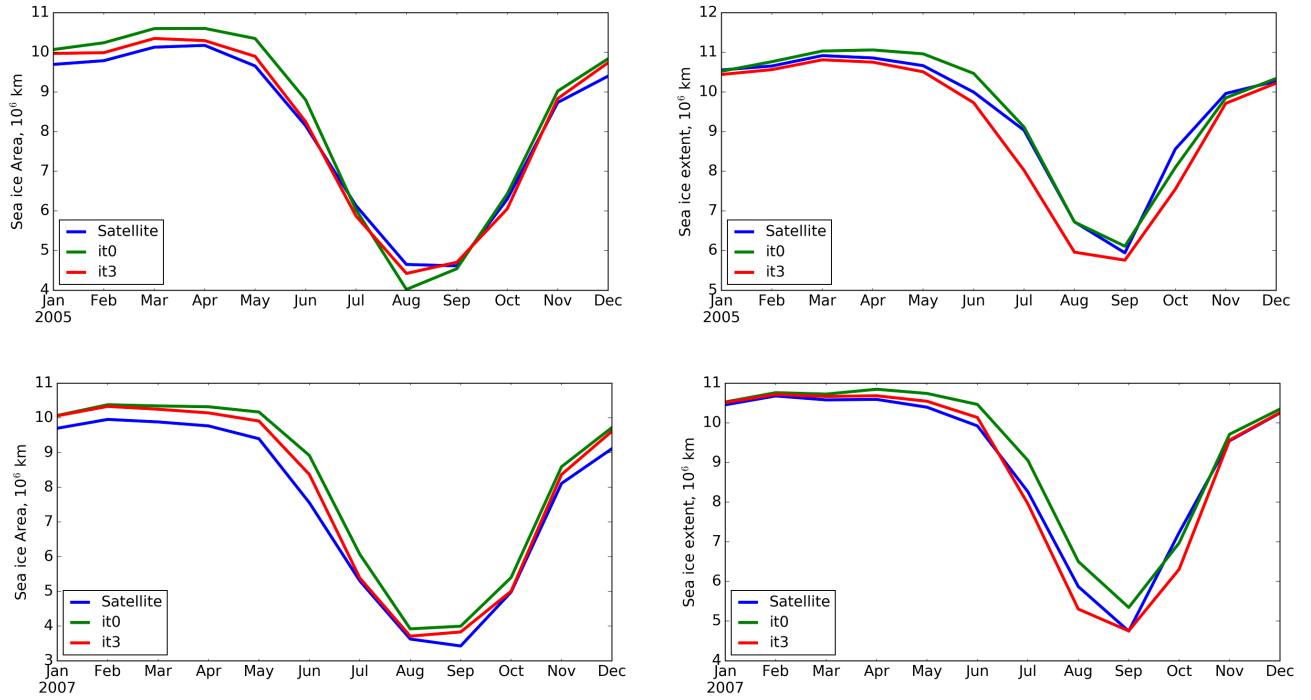 11
10
9
8
7
6
5
4
Sea ice Area, 10⁶ km
Satellite
it0
it3
Jan Feb Mar Apr May Jun Jul Aug Sep Oct Nov Dec
2005
12
11
10
9
8
7
6
5
Sea ice extent, 10⁶ km
Satellite
it0
it3
Jan Feb Mar Apr May Jun Jul Aug Sep Oct Nov Dec
2005
11
10
9
8
7
6
5
4
3
Sea ice Area, 10⁶ km
Satellite
it0
it3
Jan Feb Mar Apr May Jun Jul Aug Sep Oct Nov Dec
2007
11
10
9
8
7
6
5
4
Sea ice extent, 10⁶ km
Satellite
it0
it3
Jan Feb Mar Apr May Jun Jul Aug Sep Oct Nov Dec
2007